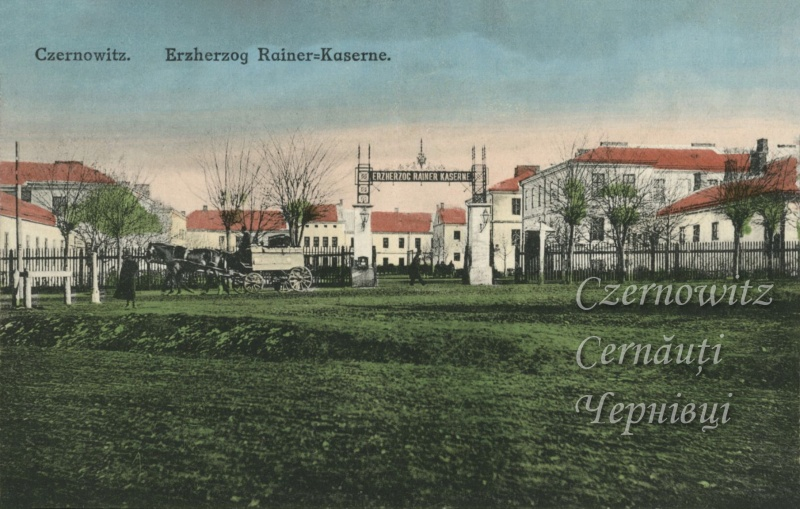 Czernowitz. Erzherzog Rainer=Kaserne.
ERZHERZOG RAINER KASERNE
Czernowitz
Cernăuți
Чернівці